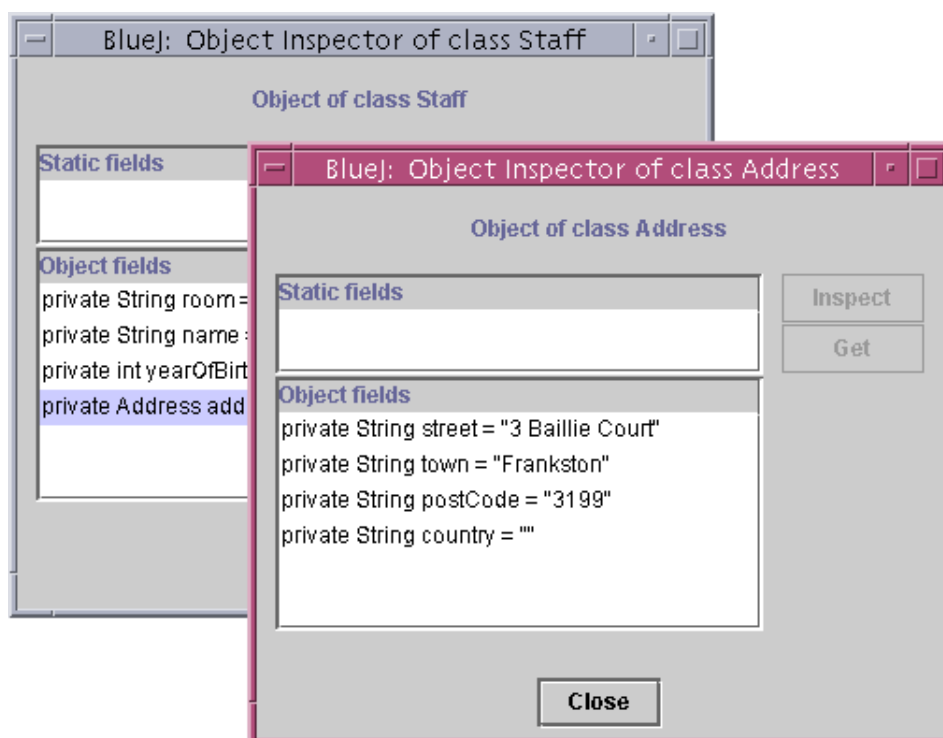 BlueJ: Object Inspector of class Staff
Object of class Staff
Static fields
Object fields
private String room =
private String name
private int yearOfBirt
private Address add
BlueJ: Object Inspector of class Address
Object of class Address
Static fields
Inspect
Get
Object fields
private String street = "3 Baillie Court"
private String town = "Frankston"
private String postCode = "3199"
private String country = ""
Close